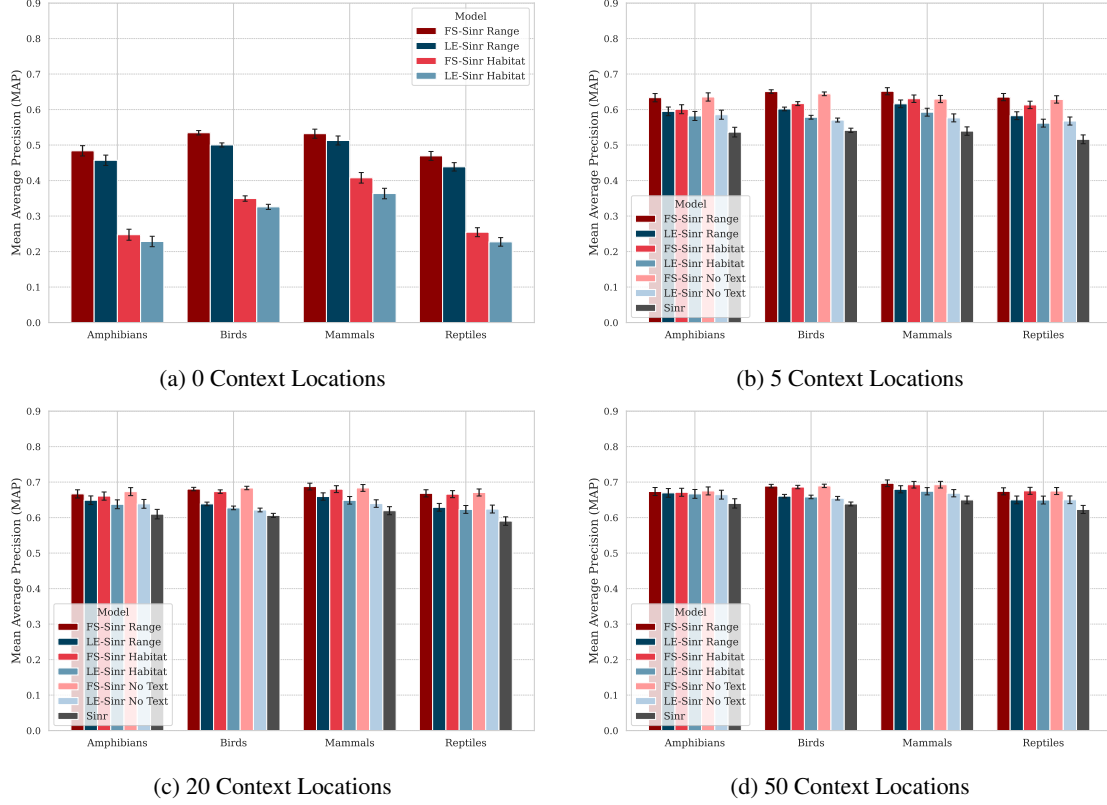 Mean Average Precision (MAP)
0.9
0.8
0.7
0.6
0.5
0.4
0.3
0.2
0.1
0.0
Model
FS-Sinr Range
LE-Sinr Range
FS-Sinr Habitat
LE-Sinr Habitat
Amphibians Birds Mammals Reptiles
(a) 0 Context Locations
Mean Average Precision (MAP)
0.9
0.8
0.7
0.6
0.5
0.4
0.3
0.2
0.1
0.0
Model
FS-Sinr Range
LE-Sinr Range
FS-Sinr Habitat
LE-Sinr Habitat
FS-Sinr No Text
LE-Sinr No Text
Sinr
Amphibians Birds Mammals Reptiles
(b) 5 Context Locations
Mean Average Precision (MAP)
0.9
0.8
0.7
0.6
0.5
0.4
0.3
0.2
0.1
0.0
Model
FS-Sinr Range
LE-Sinr Range
FS-Sinr Habitat
LE-Sinr Habitat
FS-Sinr No Text
LE-Sinr No Text
Sinr
Amphibians Birds Mammals Reptiles
(c) 20 Context Locations
Mean Average Precision (MAP)
0.9
0.8
0.7
0.6
0.5
0.4
0.3
0.2
0.1
0.0
Model
FS-Sinr Range
LE-Sinr Range
FS-Sinr Habitat
LE-Sinr Habitat
FS-Sinr No Text
LE-Sinr No Text
Sinr
Amphibians Birds Mammals Reptiles
(d) 50 Context Locations